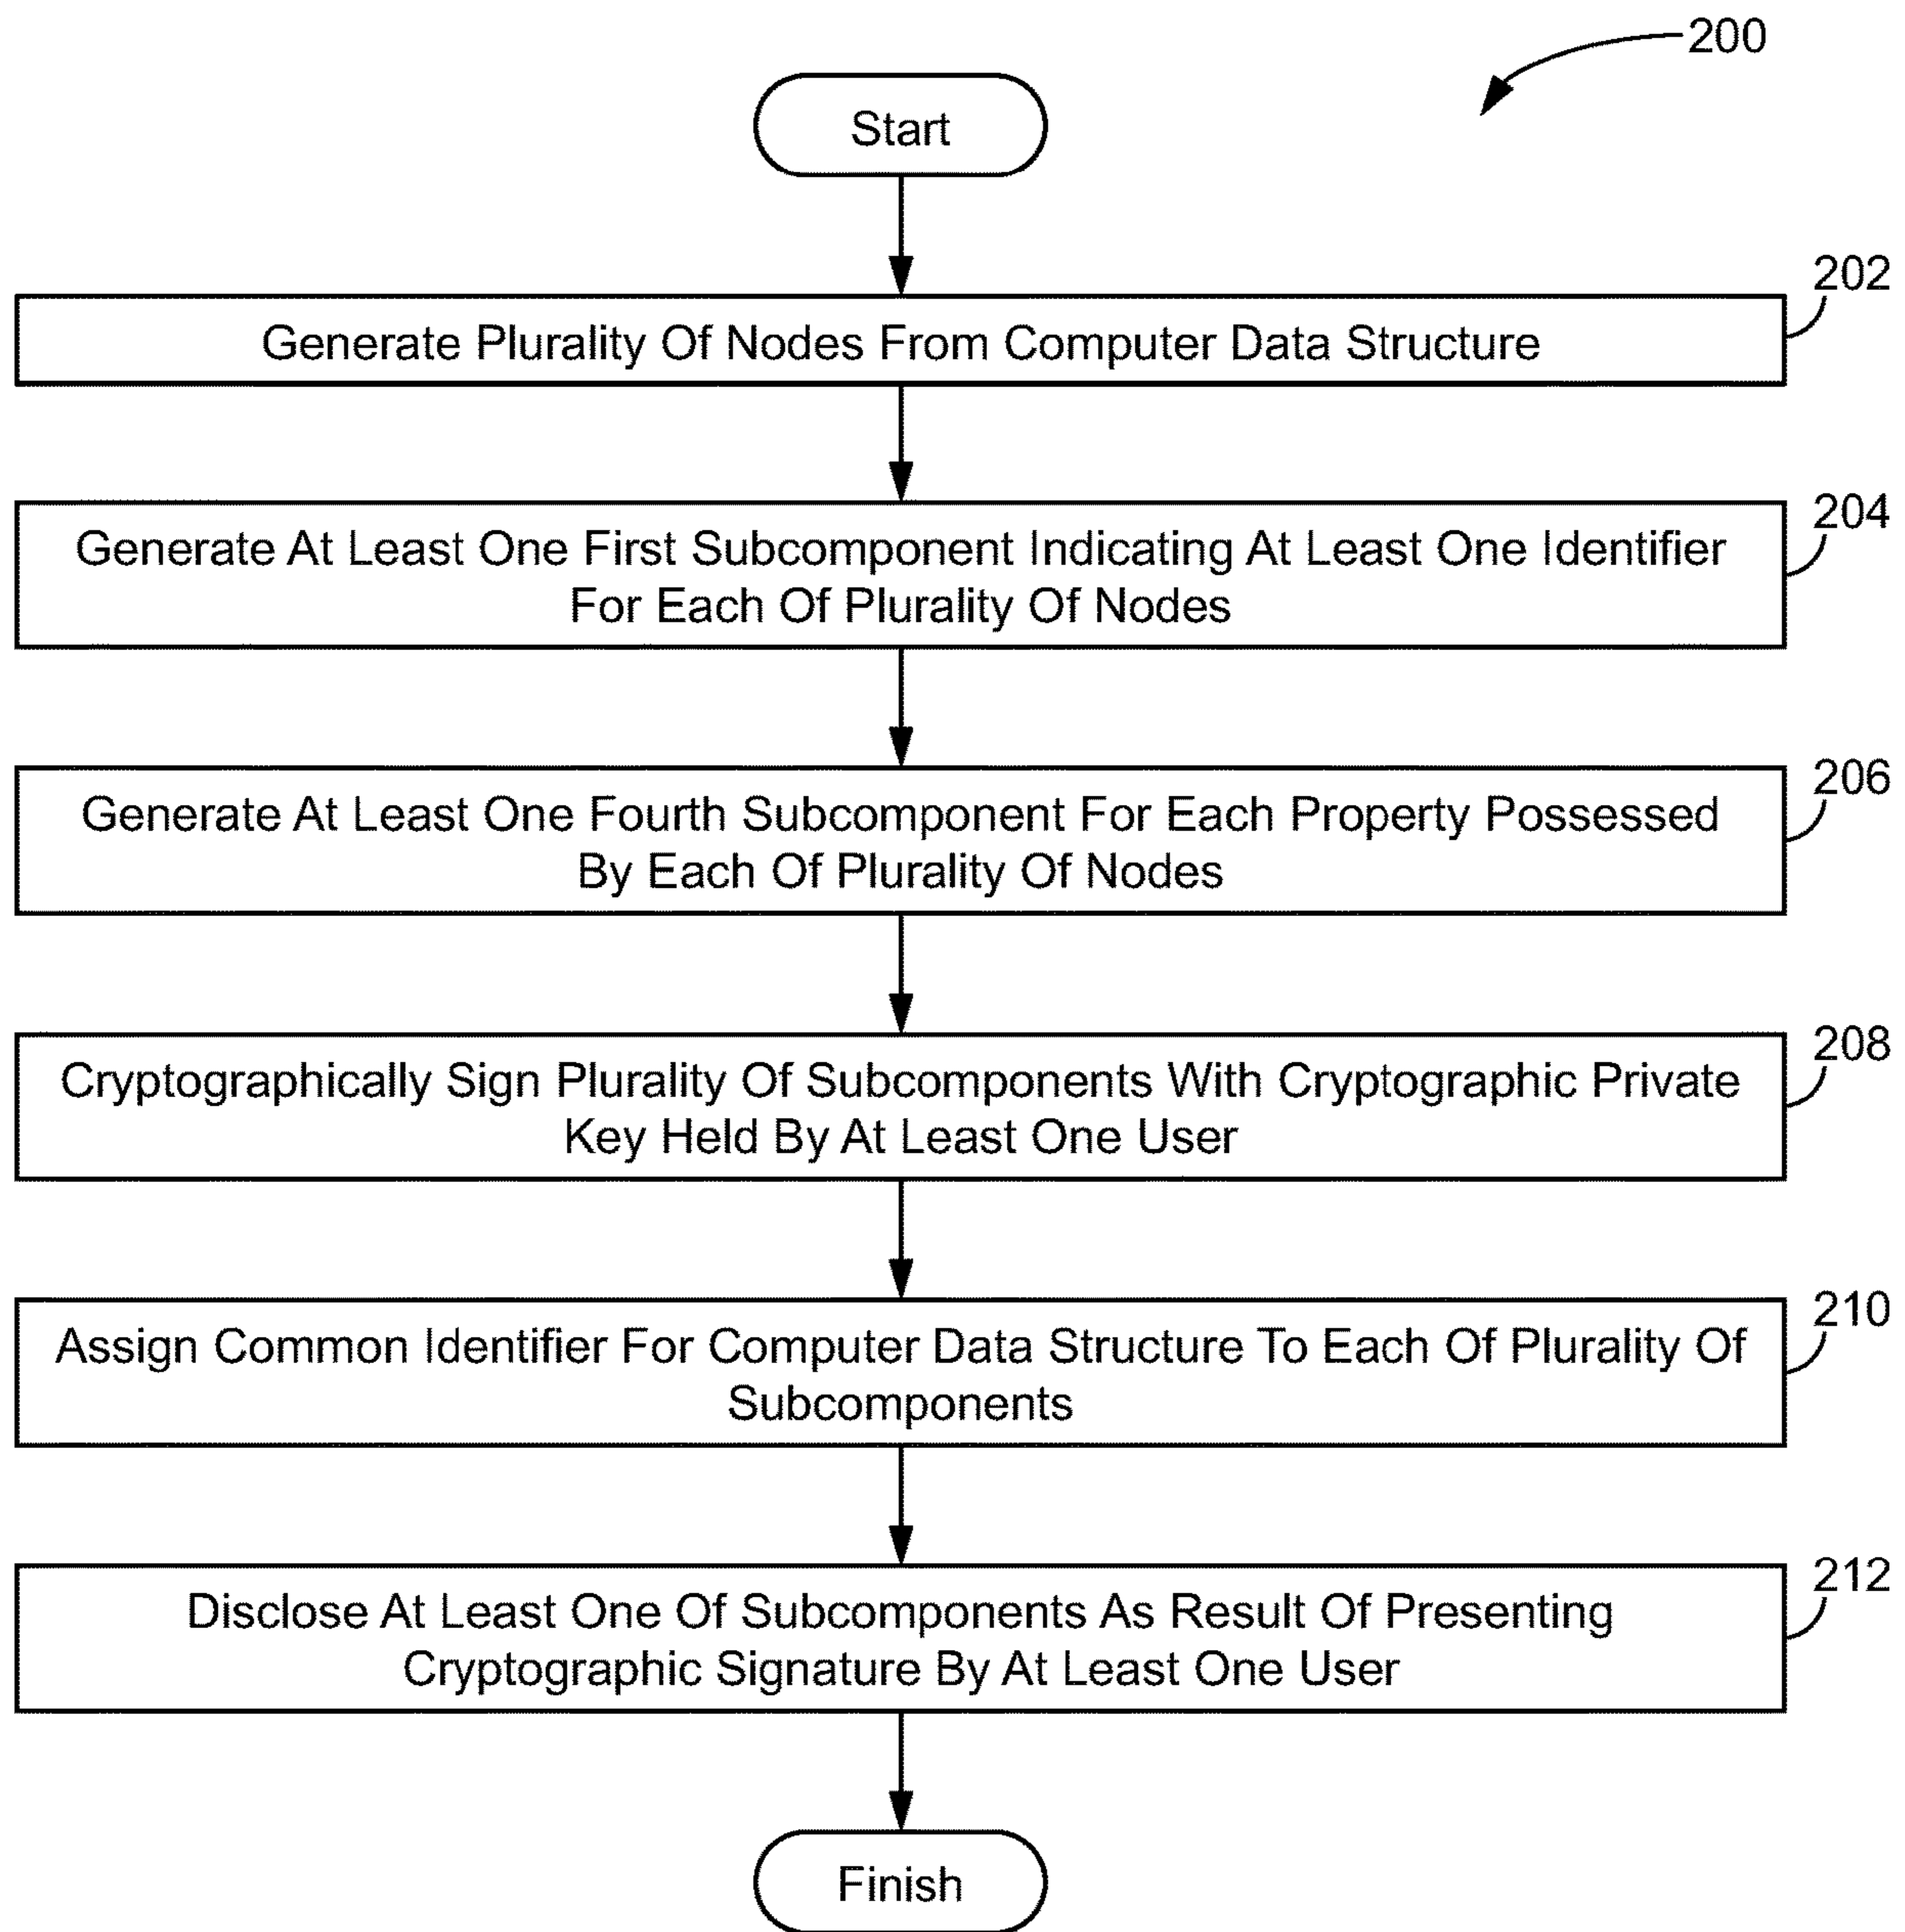 200
Start
202
Generate Plurality Of Nodes From Computer Data Structure
204
Generate At Least One First Subcomponent Indicating At Least One Identifier
For Each Of Plurality Of Nodes
206
Generate At Least One Fourth Subcomponent For Each Property Possessed
By Each Of Plurality Of Nodes
208
Cryptographically Sign Plurality Of Subcomponents With Cryptographic Private
Key Held By At Least One User
210
Assign Common Identifier For Computer Data Structure To Each Of Plurality Of
Subcomponents
212
Disclose At Least One Of Subcomponents As Result Of Presenting
Cryptographic Signature By At Least One User
Finish